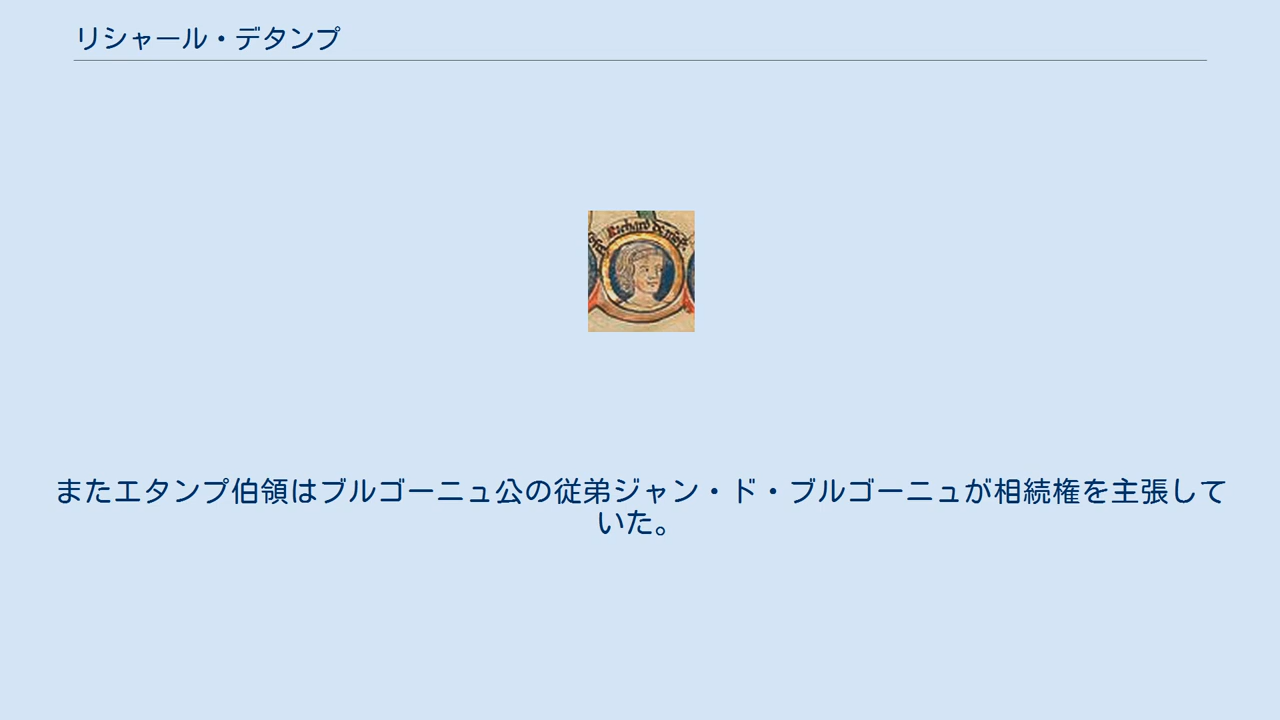 リシャール・デタンプ
またエタンプ伯領はブルゴーニュ公の従弟ジャン・ド・ブルゴーニュが相続権を主張して
いた。